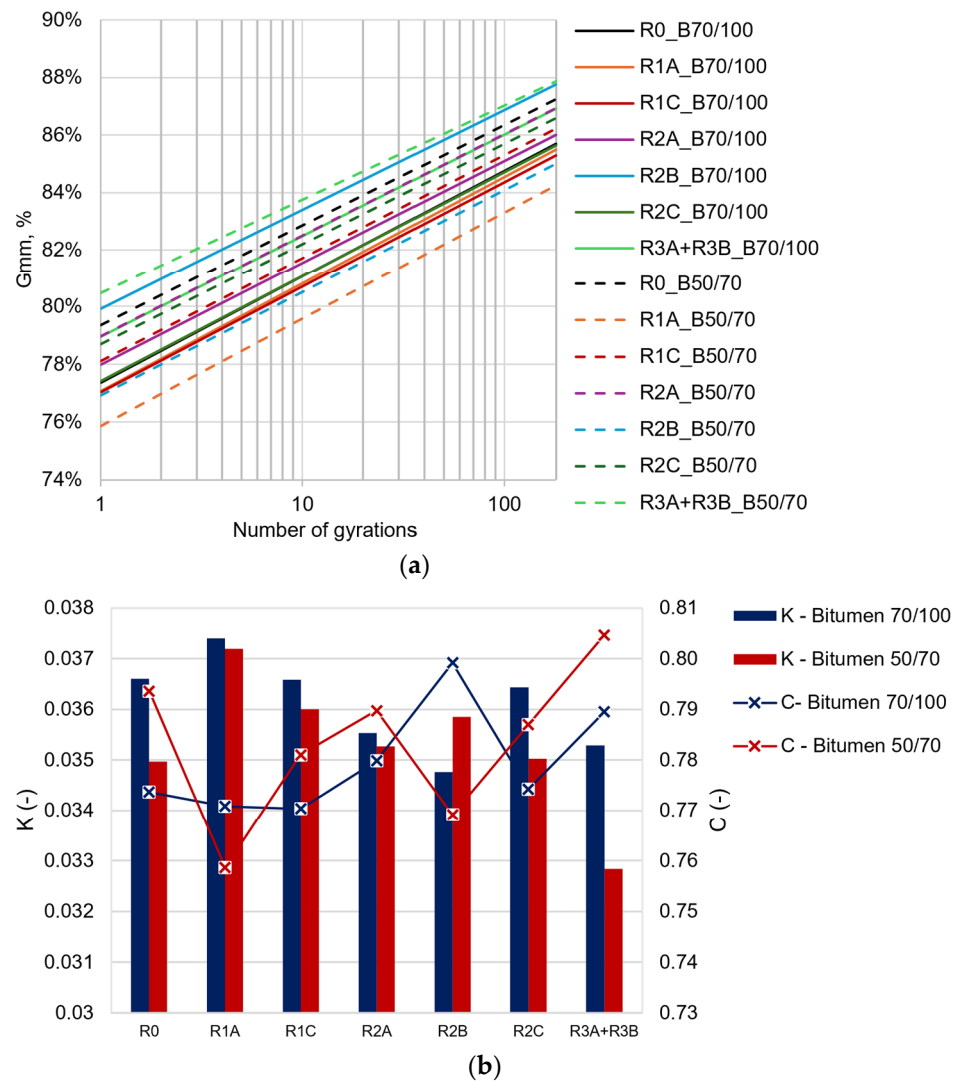 90%
88%
86%
84%
82%
80%
78%
76%
74%
Gmm, %
1
10
100
Number of gyrations
R0_B70/100
R1A_B70/100
R1C_B70/100
R2A_B70/100
R2B_B70/100
R2C_B70/100
R3A+R3B_B70/100
R0_B50/70
R1A_B50/70
R1C_B50/70
R2A_B50/70
R2B_B50/70
R2C_B50/70
R3A+R3B_B50/70
(a)
0.038
0.037
0.036
0.035
0.034
0.033
0.032
0.031
0.03
K (-)
0.81
0.80
0.79
0.78
0.77
0.76
0.75
0.74
0.73
C (-)
R0
R1A
R1C
R2A
R2B
R2C
R3A+R3B
K - Bitumen 70/100
K - Bitumen 50/70
C- Bitumen 70/100
C - Bitumen 50/70
(b)